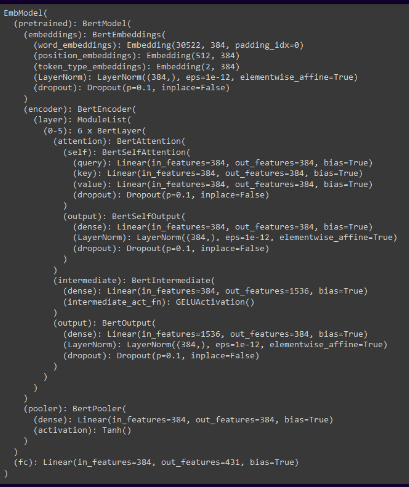 EmbModel(
  (pretrained): BertModel(
    (embeddings): BertEmbeddings(
      (word_embeddings): Embedding(30522, 384, padding_idx=0)
      (position_embeddings): Embedding(512, 384)
      (token_type_embeddings): Embedding(2, 384)
      (LayerNorm): LayerNorm((384,), eps=1e-12, elementwise_affine=True)
      (dropout): Dropout(p=0.1, inplace=False)
    )
    (encoder): BertEncoder(
      (layer): ModuleList(
        (0-5): 6 x BertLayer(
          (attention): BertAttention(
            (self): BertSelfAttention(
              (query): Linear(in_features=384, out_features=384, bias=True)
              (key): Linear(in_features=384, out_features=384, bias=True)
              (value): Linear(in_features=384, out_features=384, bias=True)
              (dropout): Dropout(p=0.1, inplace=False)
            )
            (output): BertSelfOutput(
              (dense): Linear(in_features=384, out_features=384, bias=True)
              (LayerNorm): LayerNorm((384,), eps=1e-12, elementwise_affine=True)
              (dropout): Dropout(p=0.1, inplace=False)
            )
          )
          (intermediate): BertIntermediate(
            (dense): Linear(in_features=384, out_features=1536, bias=True)
            (intermediate_act_fn): GELUActivation()
          )
          (output): BertOutput(
            (dense): Linear(in_features=1536, out_features=384, bias=True)
            (LayerNorm): LayerNorm((384,), eps=1e-12, elementwise_affine=True)
            (dropout): Dropout(p=0.1, inplace=False)
          )
        )
      )
    )
    (pooler): BertPooler(
      (dense): Linear(in_features=384, out_features=384, bias=True)
      (activation): Tanh()
    )
  )
  (fc): Linear(in_features=384, out_features=431, bias=True)
)